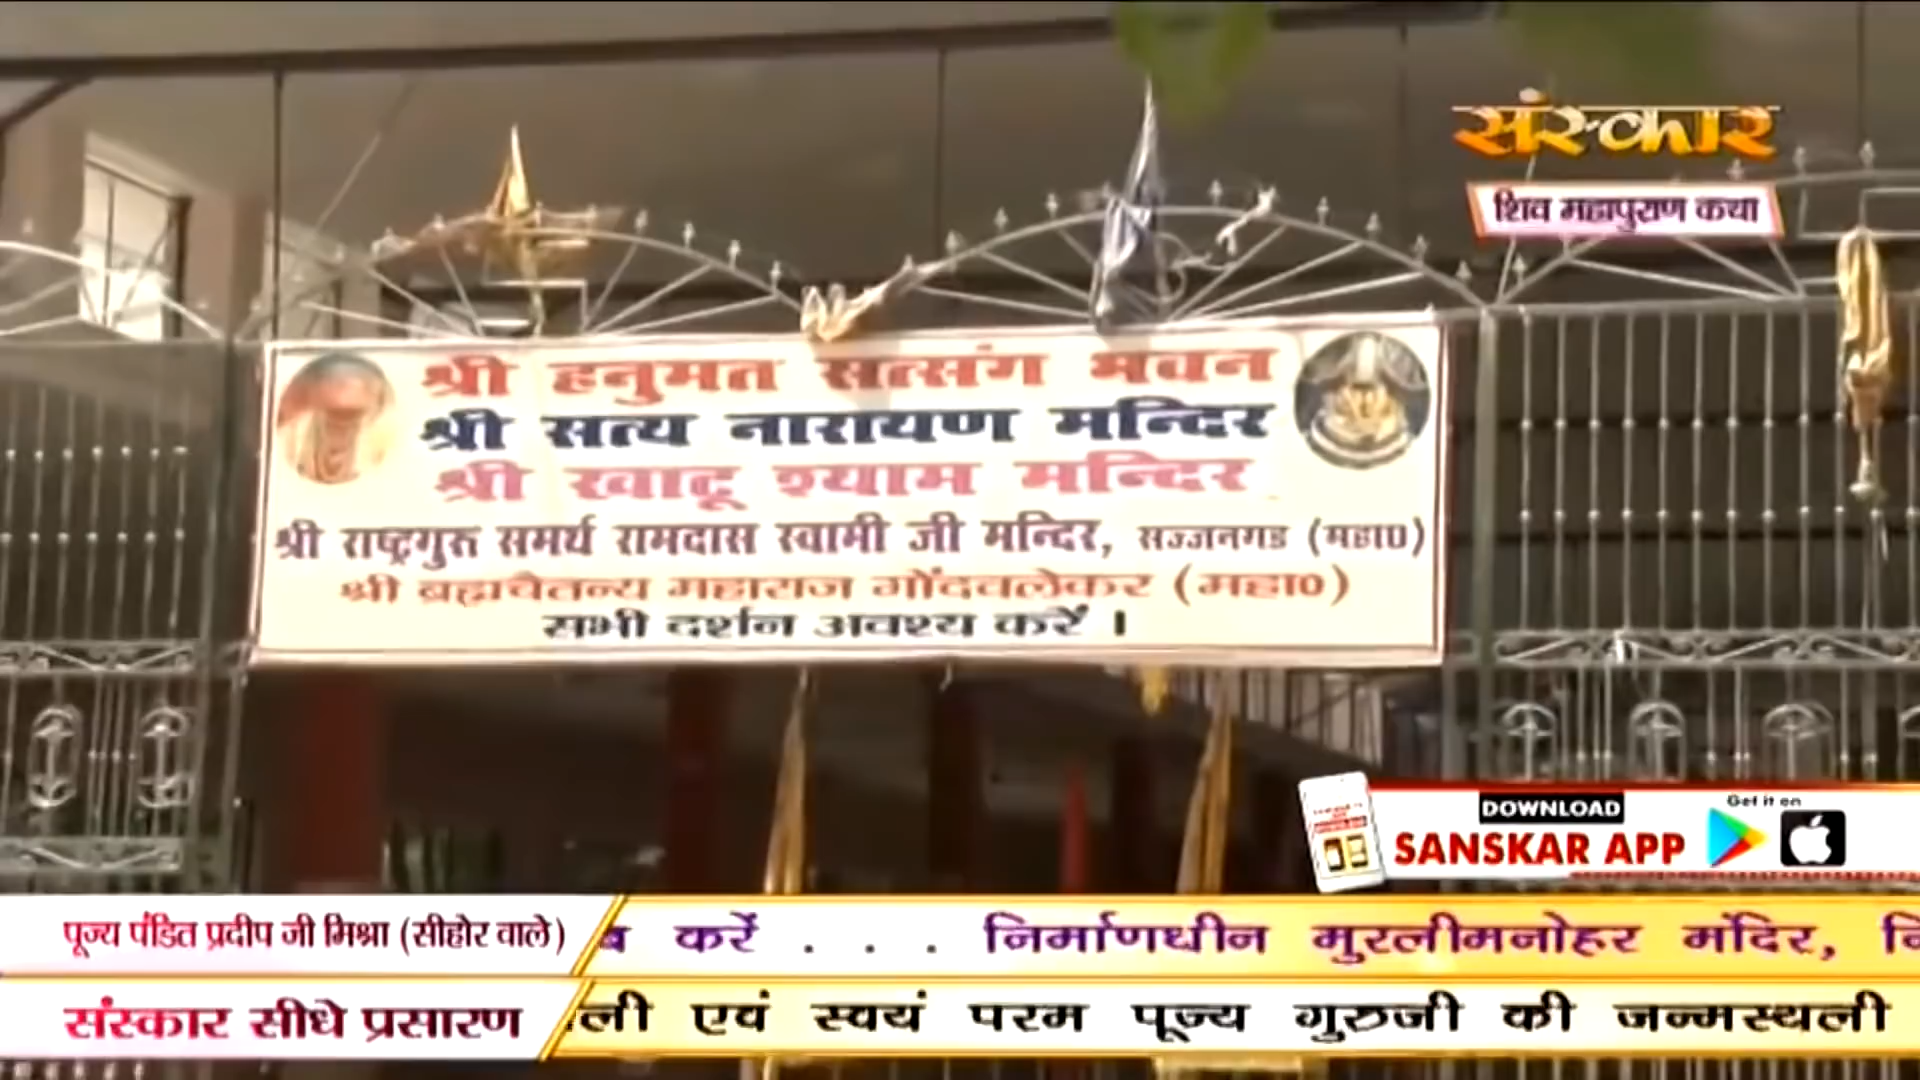 संस्कार
शिव महापुराण कथा
श्री हनुमत सत्संग भवन
श्री सत्य नारायण मन्दिर
श्री खाटू श्याम मन्दिर
श्री राष्ट्रगुरु समर्थ रामदास स्वामी जी मन्दिर, सज्जनगड (महा0)
श्री ब्रह्मचैतन्य महाराज गोंदवलेकर (महा0)
सभी दर्शन अवश्य करें ।
DOWNLOAD
Get it on
SANSKAR APP
पूज्य पंडित प्रदीप जी मिश्रा (सीहोर वाले)
करें . . . निर्माणधीन मुरलीमनोहर मंदिर,
संस्कार सीधे प्रसारण
ली एवं स्वयं परम पूज्य गुरुजी की जन्मस्थली